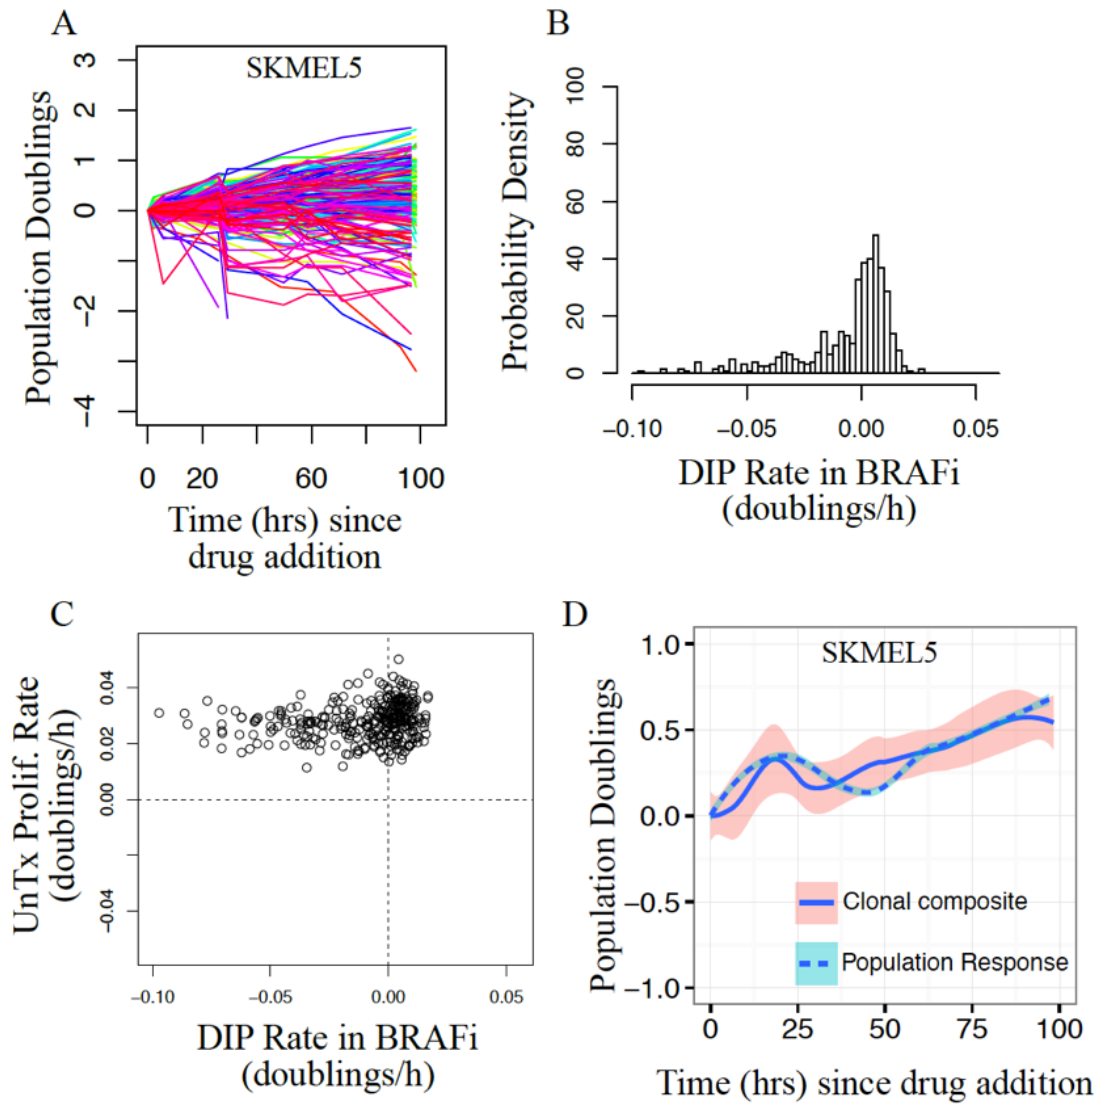 A
SKMEL5
Population Doublings
3
2
1
0
−2
−4
0 20 60 100
Time (hrs) since
drug addition
B
Probability Density
100
80
60
40
20
0
−0.10 −0.05 0.00 0.05
DIP Rate in BRAFi
(doublings/h)
C
UnTx Prolif. Rate
(doublings/h)
0.04
0.02
0.00
−0.04
−0.10 −0.05 0.00 0.05
DIP Rate in BRAFi
(doublings/h)
D
SKMEL5
Population Doublings
1.0
0.5
0.0
−0.5
−1.0
Clonal composite
Population Response
0 25 50 75 100
Time (hrs) since drug addition